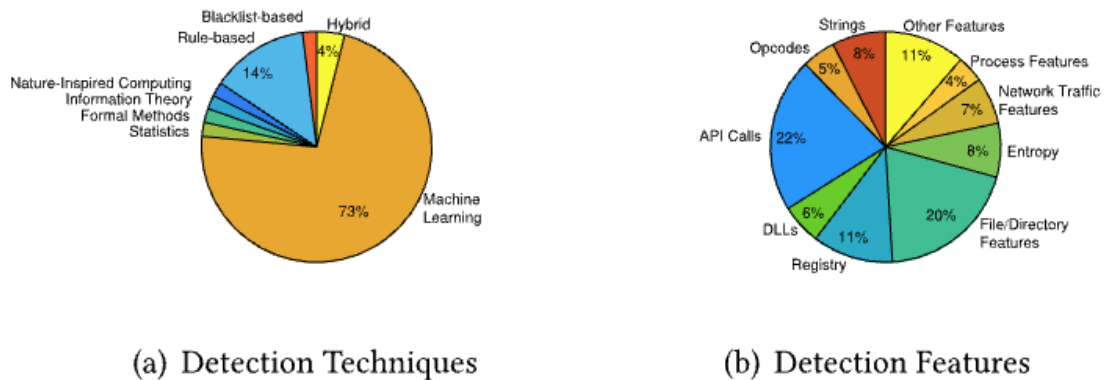 Blacklist-based
Hybrid
Rule-based
4%
14%
Nature-Inspired Computing
Information Theory
Formal Methods
Statistics
Machine
Learning
73%
(a) Detection Techniques
Strings
Other Features
Opcodes
8%
11%
Process Features
5%
4%
Network Traffic
Features
7%
API Calls
22%
8%
Entropy
6%
DLLs
20%
File/Directory
Features
11%
Registry
(b) Detection Features